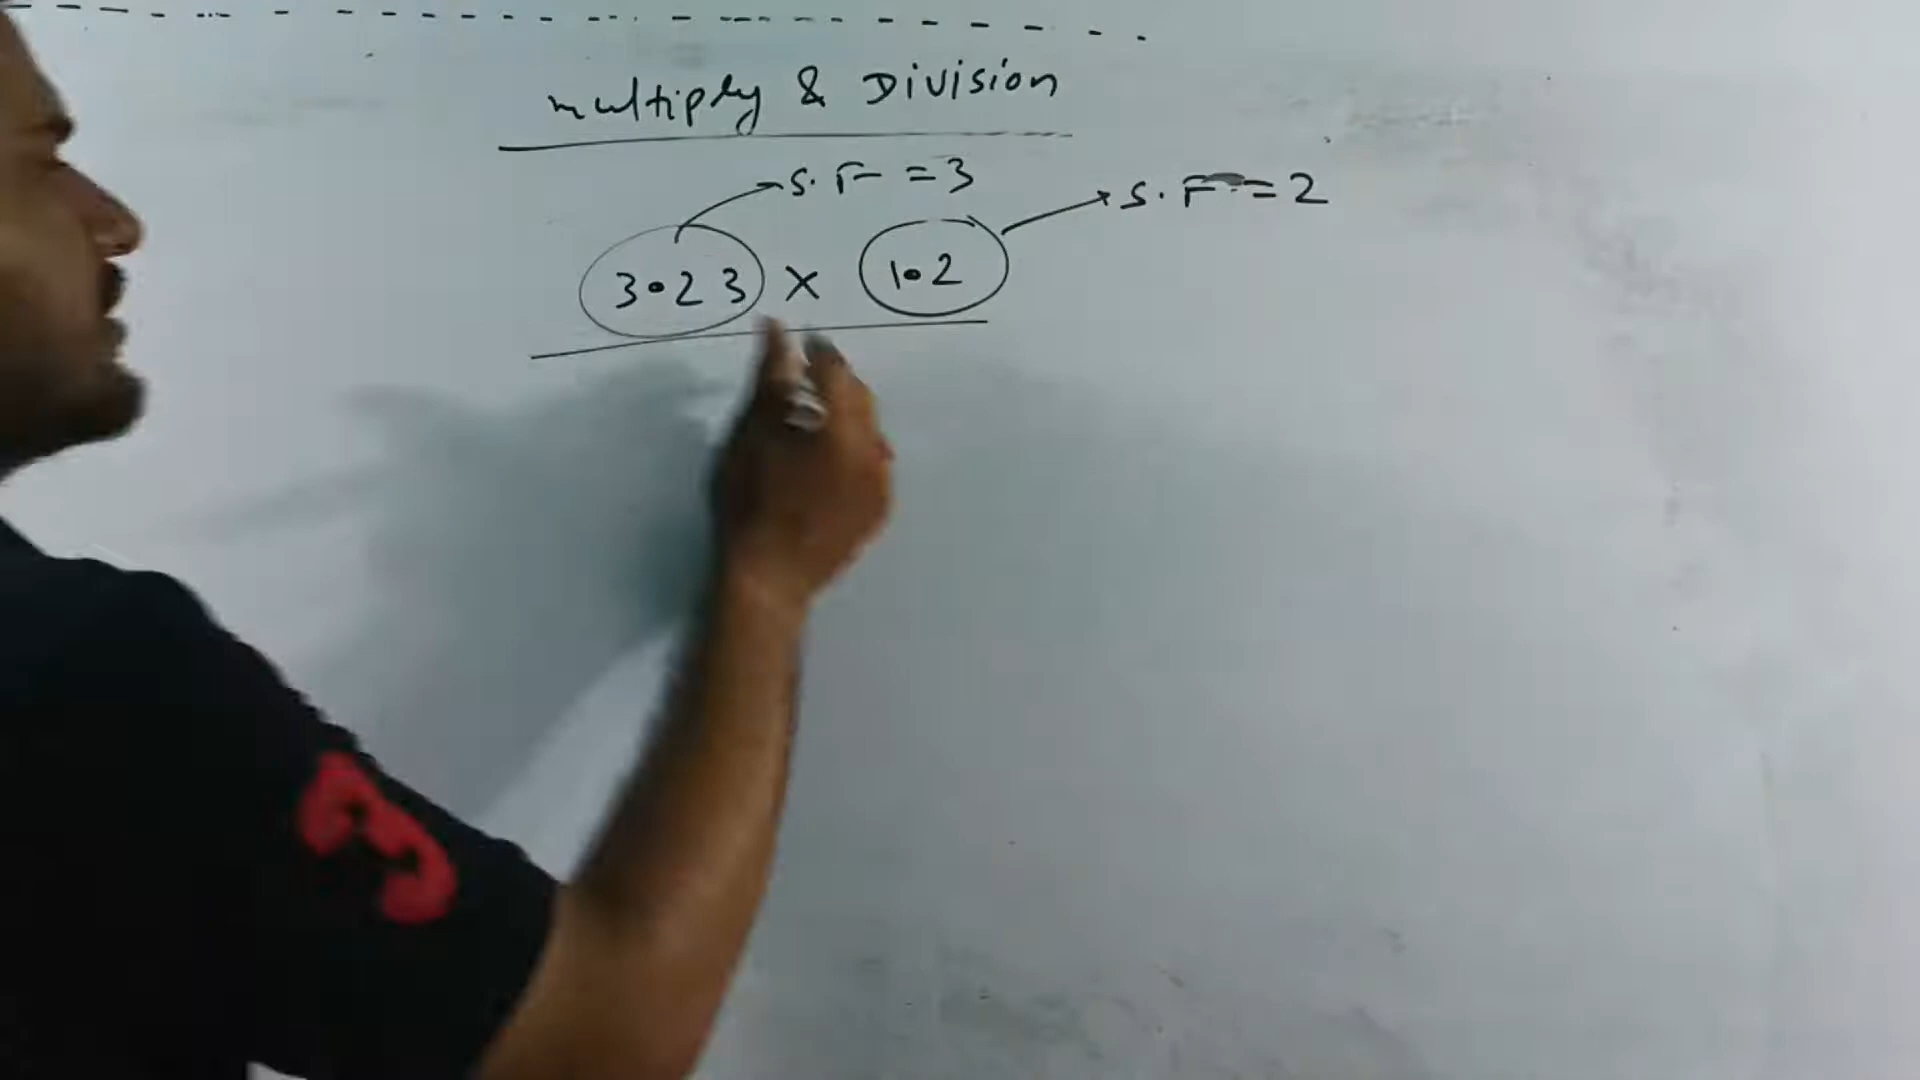 multiply & Division
S.F = 3
S.F. = 2
3.23 × 1.2